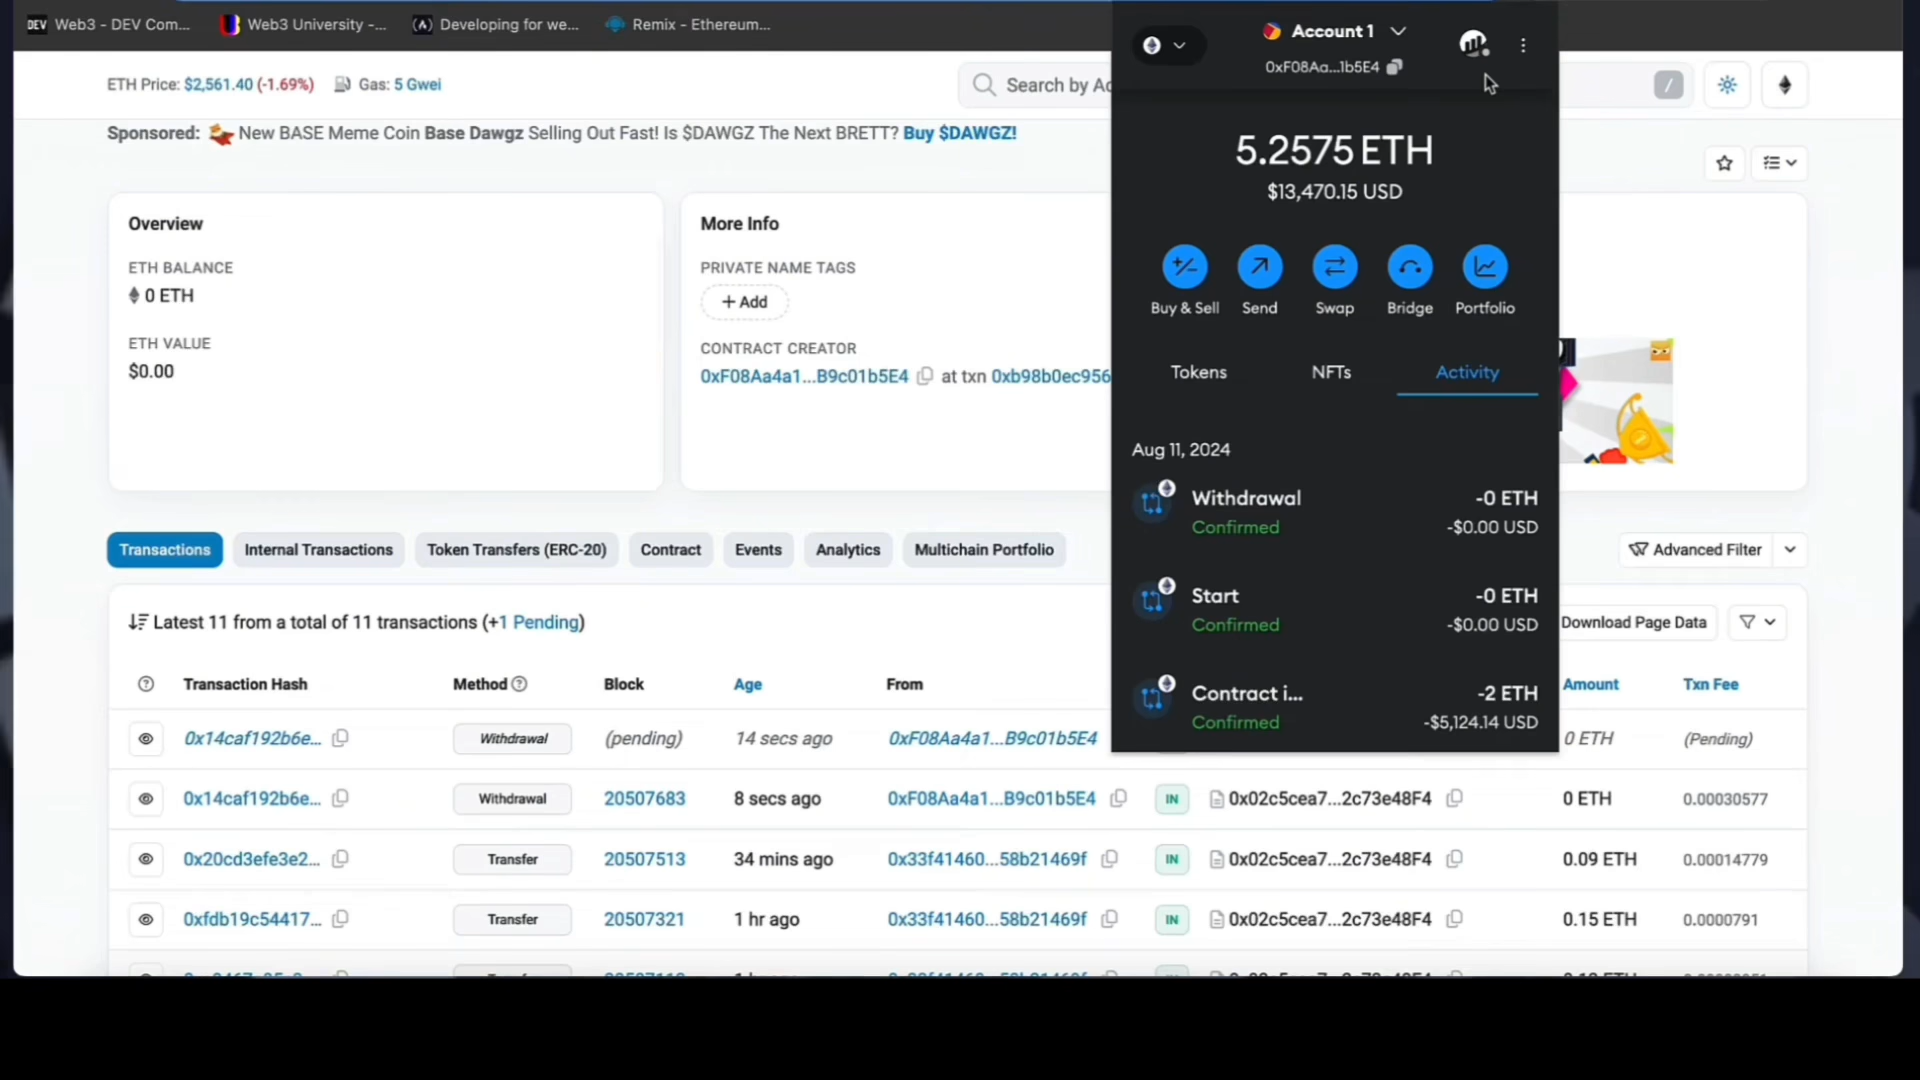 DEV Web3 - DEV Com... Web3 University -... (A) Developing for we... Remix - Ethereum...
ETH Price: $2,561.40 (-1.69%) Gas: 5 Gwei
Search by Ad
/
Sponsored: New BASE Meme Coin Base Dawgz Selling Out Fast! Is $DAWGZ The Next BRETT? Buy $DAWGZ!
Overview
ETH BALANCE
0 ETH
ETH VALUE
$0.00
More Info
PRIVATE NAME TAGS
+ Add
CONTRACT CREATOR
0xF08Aa4a1...B9c01b5E4 at txn 0xb98b0ec956
Account 1
0xF08Aa...1b5E4
5.2575 ETH
$13,470.15 USD
Buy & Sell Send Swap Bridge Portfolio
Tokens NFTs Activity
Aug 11, 2024
Withdrawal -0 ETH
Confirmed -$0.00 USD
Start -0 ETH
Confirmed -$0.00 USD
Contract i... -2 ETH
Confirmed -$5,124.14 USD
Transactions Internal Transactions Token Transfers (ERC-20) Contract Events Analytics Multichain Portfolio Advanced Filter
Latest 11 from a total of 11 transactions (+1 Pending) Download Page Data
Transaction Hash Method Block Age From Amount Txn Fee
0x14caf192b6e... Withdrawal (pending) 14 secs ago 0xF08Aa4a1...B9c01b5E4 0 ETH (Pending)
0x14caf192b6e... Withdrawal 20507683 8 secs ago 0xF08Aa4a1...B9c01b5E4 IN 0x02c5cea7...2c73e48F4 0 ETH 0.00030577
0x20cd3efe3e2... Transfer 20507513 34 mins ago 0x33f41460...58b21469f IN 0x02c5cea7...2c73e48F4 0.09 ETH 0.00014779
0xfdb19c54417... Transfer 20507321 1 hr ago 0x33f41460...58b21469f IN 0x02c5cea7...2c73e48F4 0.15 ETH 0.0000791